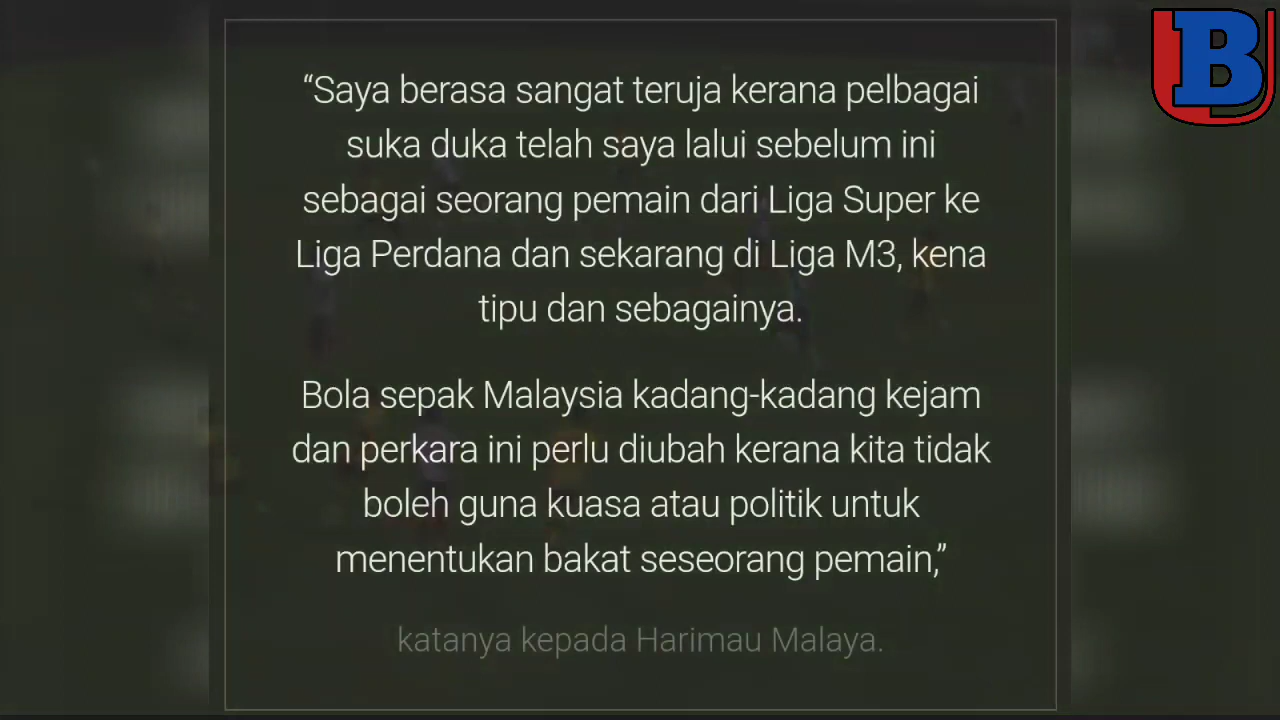 “Saya berasa sangat teruja kerana pelbagai
suka duka telah saya lalui sebelum ini
sebagai seorang pemain dari Liga Super ke
Liga Perdana dan sekarang di Liga M3, kena
tipu dan sebagainya.
Bola sepak Malaysia kadang-kadang kejam
dan perkara ini perlu diubah kerana kita tidak
boleh guna kuasa atau politik untuk
menentukan bakat seseorang pemain,”
katanya kepada Harimau Malaya.
B